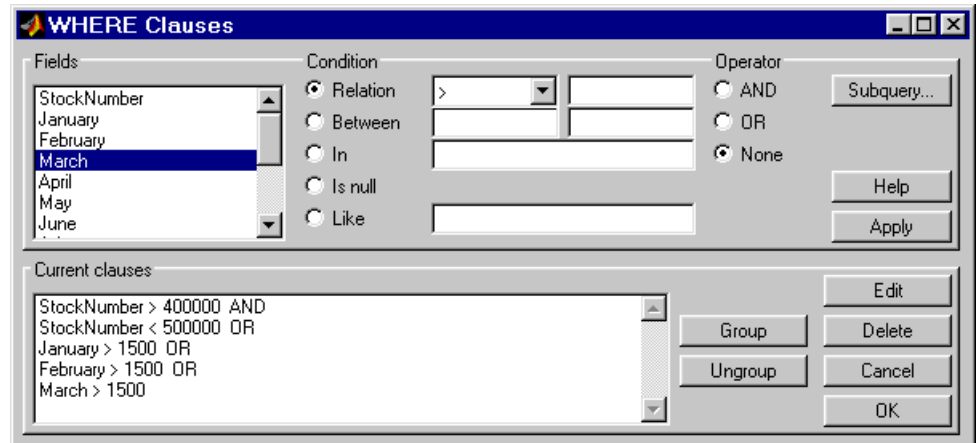 WHERE Clauses
Fields
StockNumber
January
February
March
April
May
June
Condition
Relation >
Between
In
Is null
Like
Operator
AND
OR
None
Subquery...
Help
Apply
Current clauses
StockNumber > 400000 AND
StockNumber < 500000 OR
January > 1500 OR
February > 1500 OR
March > 1500
Group
Ungroup
Edit
Delete
Cancel
OK